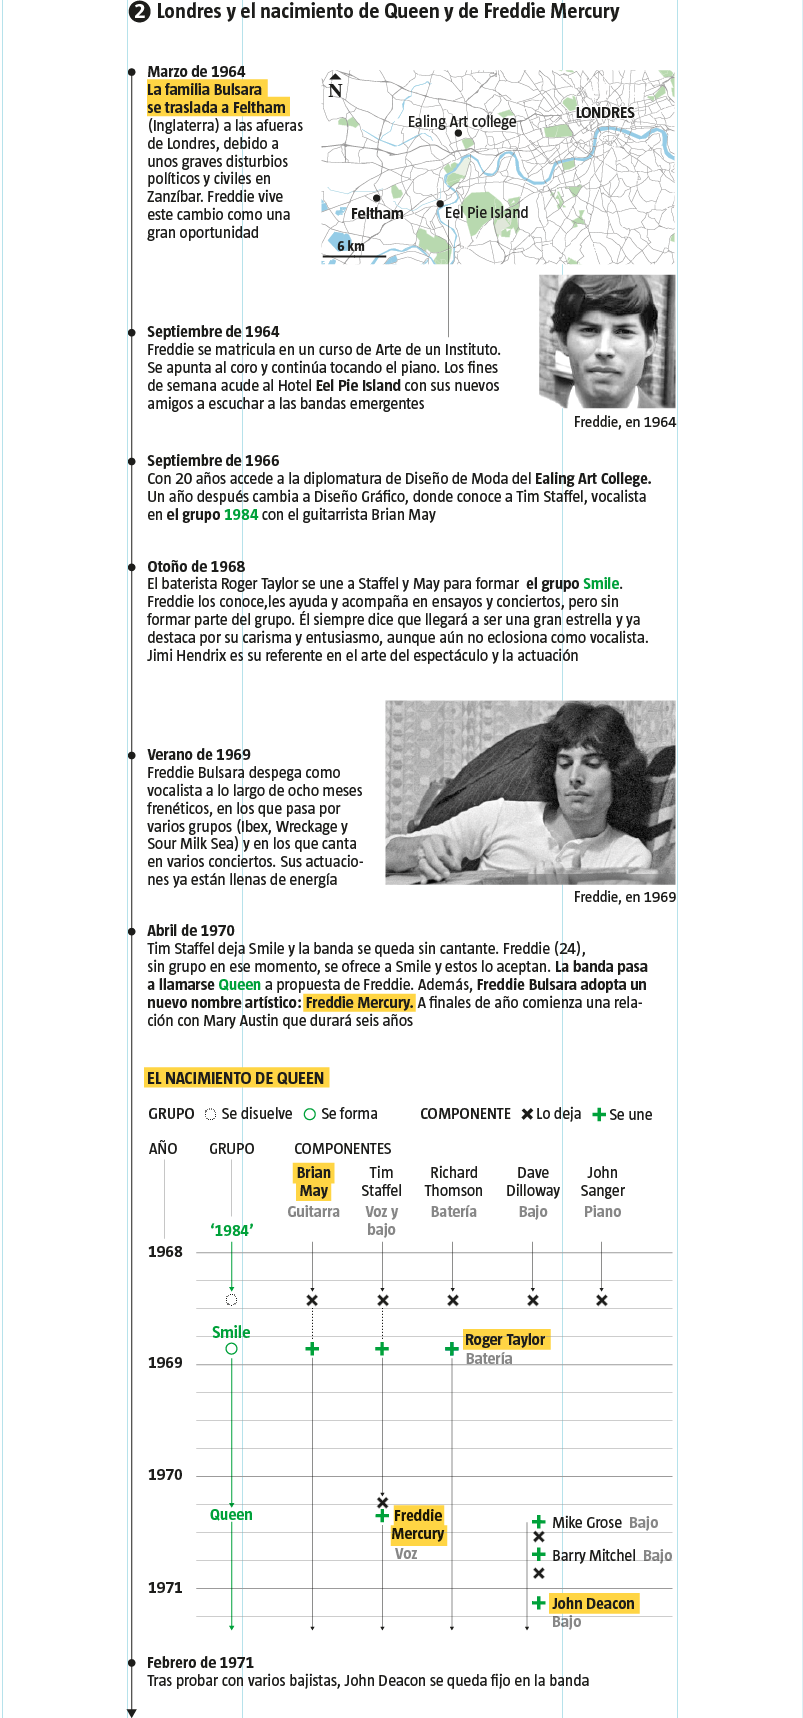 2 Londres y el nacimiento de Queen y de Freddie Mercury
Marzo de 1964
La familia Bulsara
se traslada a Feltham
(Inglaterra) a las afueras
de Londres, debido a
unos graves disturbios
políticos y civiles en
Zanzíbar. Freddie vive
este cambio como una
gran oportunidad
N
LONDRES
Ealing Art college
Feltham
Eel Pie Island
6 km
Septiembre de 1964
Freddie se matricula en un curso de Arte de un Instituto.
Se apunta al coro y continúa tocando el piano. Los fines
de semana acude al Hotel Eel Pie Island con sus nuevos
amigos a escuchar a las bandas emergentes
Freddie, en 1964
Septiembre de 1966
Con 20 años accede a la diplomatura de Diseño de Moda del Ealing Art College.
Un año después cambia a Diseño Gráfico, donde conoce a Tim Staffel, vocalista
en el grupo 1984 con el guitarrista Brian May
Otoño de 1968
El baterista Roger Taylor se une a Staffel y May para formar el grupo Smile.
Freddie los conoce,les ayuda y acompaña en ensayos y conciertos, pero sin
formar parte del grupo. Él siempre dice que llegará a ser una gran estrella y ya
destaca por su carisma y entusiasmo, aunque aún no eclosiona como vocalista.
Jimi Hendrix es su referente en el arte del espectáculo y la actuación
Verano de 1969
Freddie Bulsara despega como
vocalista a lo largo de ocho meses
frenéticos, en los que pasa por
varios grupos (Ibex, Wreckage y
Sour Milk Sea) y en los que canta
en varios conciertos. Sus actuacio-
nes ya están llenas de energía
Freddie, en 1969
Abril de 1970
Tim Staffel deja Smile y la banda se queda sin cantante. Freddie (24),
sin grupo en ese momento, se ofrece a Smile y estos lo aceptan. La banda pasa
a llamarse Queen a propuesta de Freddie. Además, Freddie Bulsara adopta un
nuevo nombre artístico: Freddie Mercury. A finales de año comienza una rela-
ción con Mary Austin que durará seis años
EL NACIMIENTO DE QUEEN
GRUPO Se disuelve Se forma COMPONENTE Lo deja Se une
AÑO GRUPO COMPONENTES
Brian May Guitarra
Tim Staffel Voz y bajo
Richard Thomson Batería
Dave Dilloway Bajo
John Sanger Piano
‘1984’
1968
Smile
Roger Taylor
Batería
1969
1970
Queen
Freddie
Mercury
Voz
Mike Grose Bajo
Barry Mitchel Bajo
1971
John Deacon
Bajo
Febrero de 1971
Tras probar con varios bajistas, John Deacon se queda fijo en la banda